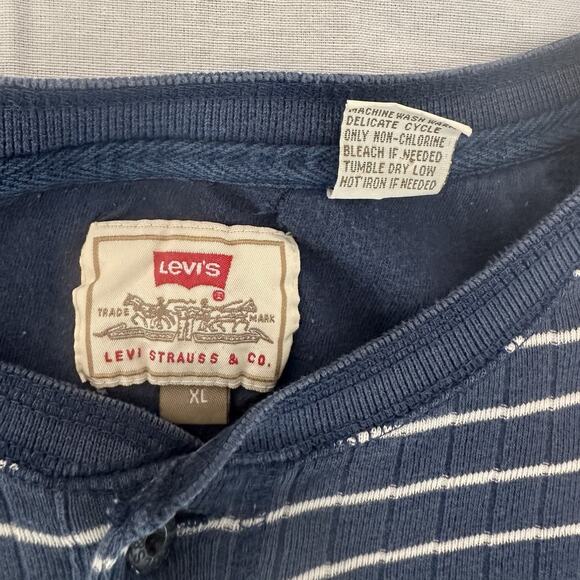 MACHINE WASH WARM
DELICATE CYCLE
ONLY NON-CHLORINE
BLEACH IF NEEDED
TUMBLE DRY LOW
HOT IRON IF NEEDED
LEVI'S
®
TRADE MARK
LEVI STRAUSS & CO.
XL